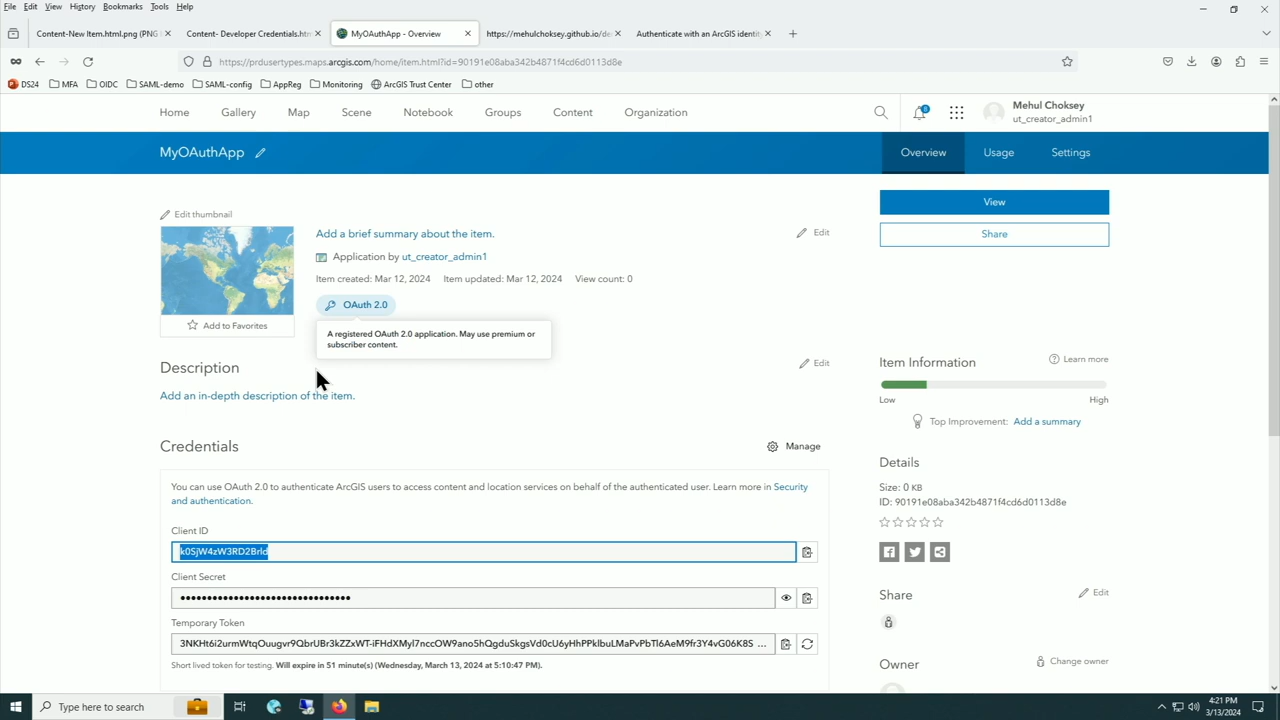 File Edit View History Bookmarks Tools Help
Content-New Item.html.png (PNG
Content- Developer Credentials.htm
MyOAuthApp - Overview
https://mehulchoksey.github.io/de
Authenticate with an ArcGIS identity
https://prdusertypes.maps.arcgis.com/home/item.html?id=90191e08aba342b4871f4cd6d0113d8e
DS24 MFA OIDC SAML-demo SAML-config AppReg Monitoring ArcGIS Trust Center other
Home Gallery Map Scene Notebook Groups Content Organization
6
Mehul Choksey
ut_creator_admin1
MyOAuthApp
Overview Usage Settings
View
Edit thumbnail
Add a brief summary about the item.
Edit
Share
Application by ut_creator_admin1
Item created: Mar 12, 2024 Item updated: Mar 12, 2024 View count: 0
OAuth 2.0
Add to Favorites
A registered OAuth 2.0 application. May use premium or
subscriber content.
Description
Edit
Add an in-depth description of the item.
Item Information
Learn more
Low High
Top Improvement: Add a summary
Credentials
Manage
You can use OAuth 2.0 to authenticate ArcGIS users to access content and location services on behalf of the authenticated user. Learn more in Security
and authentication.
Details
Size: 0 KB
ID: 90191e08aba342b4871f4cd6d0113d8e
Client ID
k0SjW4zW3RD2Brld
Client Secret
••••••••••••••••••••••••••••••••
Temporary Token
3NKHt6i2urmWtqOuugvr9QbrUBr3kZZxWT-iFHdXMyl7nccOW9ano5hQgduSkgsVd0cU6yHhPPklbuLMaPvPbTl6AeM9fr3Y4vG06K8S ...
Short lived token for testing. Will expire in 51 minute(s) (Wednesday, March 13, 2024 at 5:10:47 PM).
Share
Edit
Owner
Change owner
Type here to search
4:21 PM
3/13/2024